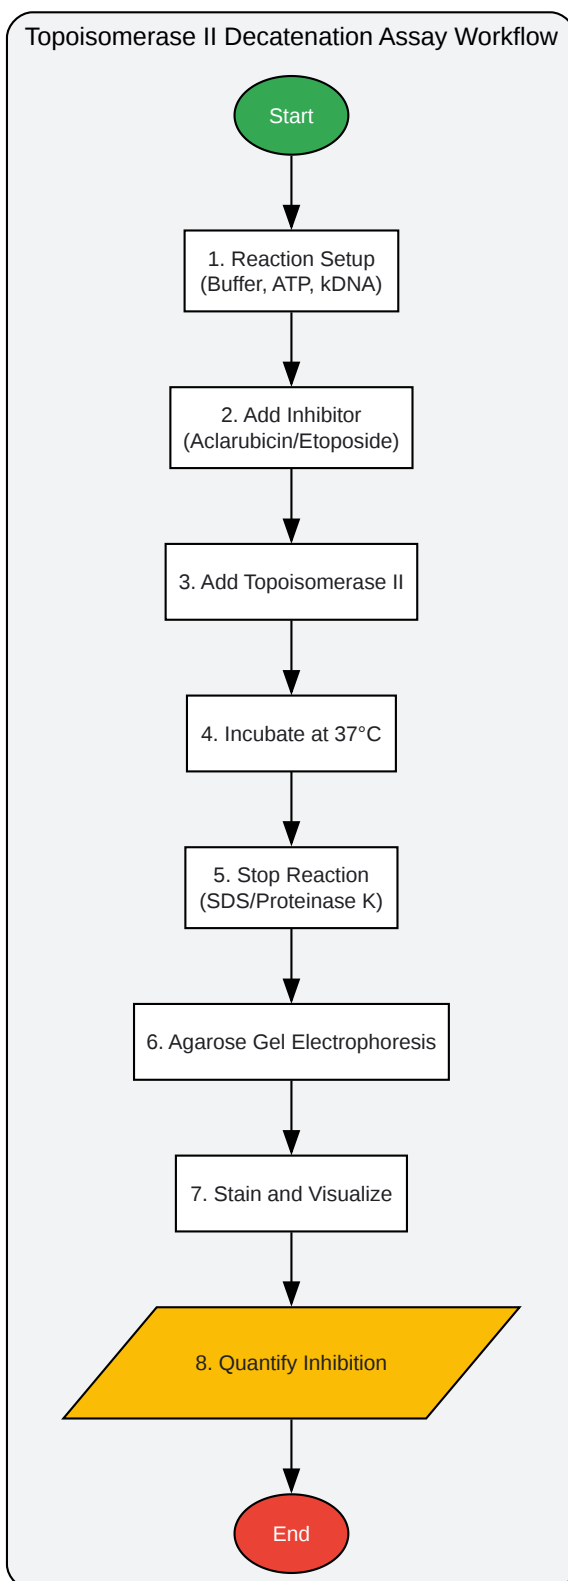 Topoisomerase II Decatenation Assay Workflow
Start
1. Reaction Setup
(Buffer, ATP, kDNA)
2. Add Inhibitor
(Aclarubicin/Etoposide)
3. Add Topoisomerase II
4. Incubate at 37°C
5. Stop Reaction
(SDS/Proteinase K)
6. Agarose Gel Electrophoresis
7. Stain and Visualize
8. Quantify Inhibition
End